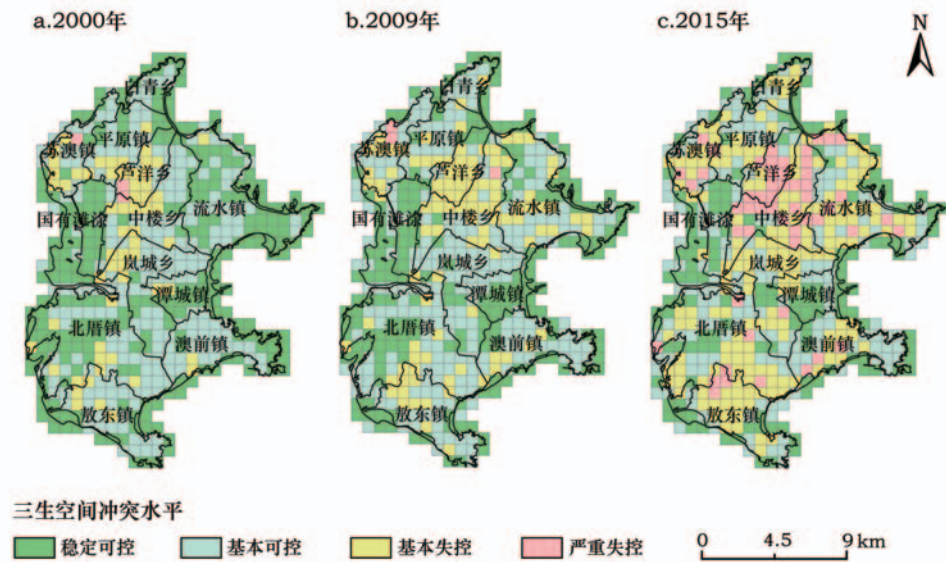 a.2000年
b.2009年
c.2015年
N
白青乡
平原镇
苏澳镇
芦洋乡
国有滩涂
中楼乡
流水镇
岚城乡
潭城镇
北厝镇
澳前镇
敖东镇
白青乡
平原镇
苏澳镇
芦洋乡
国有滩涂
中楼乡
流水镇
岚城乡
潭城镇
北厝镇
澳前镇
敖东镇
白青乡
平原镇
苏澳镇
芦洋乡
国有滩涂
中楼乡
流水镇
岚城乡
潭城镇
北厝镇
澳前镇
敖东镇
三生空间冲突水平
稳定可控
基本可控
基本失控
严重失控
0 4.5 9 km